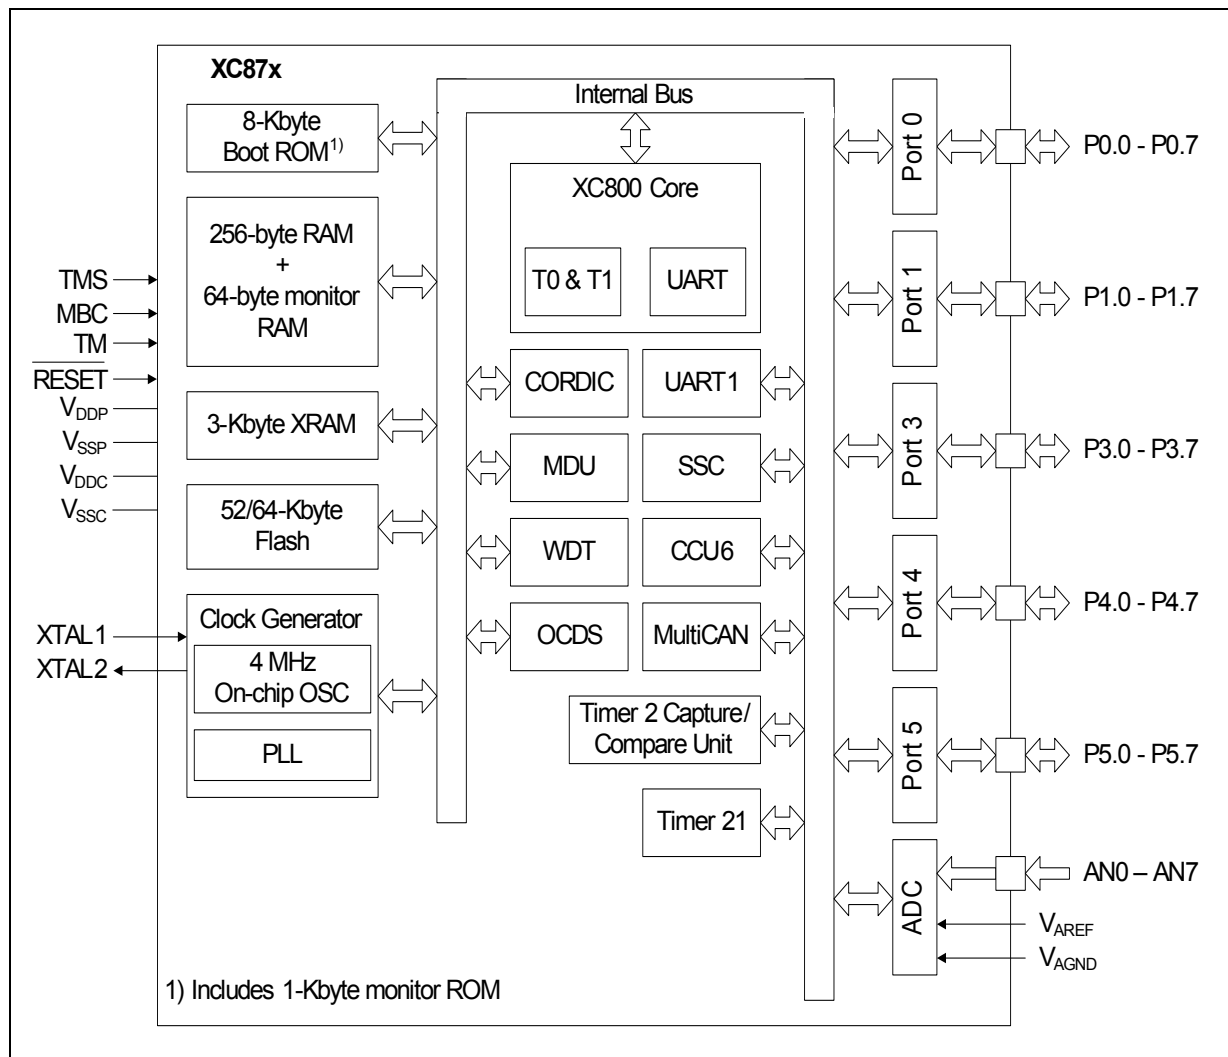 XC87x
Internal Bus
8-Kbyte
Boot ROM1)
256-byte RAM
+
64-byte monitor
RAM
3-Kbyte XRAM
52/64-Kbyte
Flash
Clock Generator
4 MHz
On-chip OSC
PLL
TMS
MBC
TM
RESET
VDDP
VSSP
VDDC
VSSC
XTAL1
XTAL2
XC800 Core
T0 & T1
UART
CORDIC
UART1
MDU
SSC
WDT
CCU6
OCDS
MultiCAN
Timer 2 Capture/
Compare Unit
Timer 21
Port 0
P0.0 - P0.7
Port 1
P1.0 - P1.7
Port 3
P3.0 - P3.7
Port 4
P4.0 - P4.7
Port 5
P5.0 - P5.7
ADC
AN0 – AN7
VAREF
VAGND
1) Includes 1-Kbyte monitor ROM